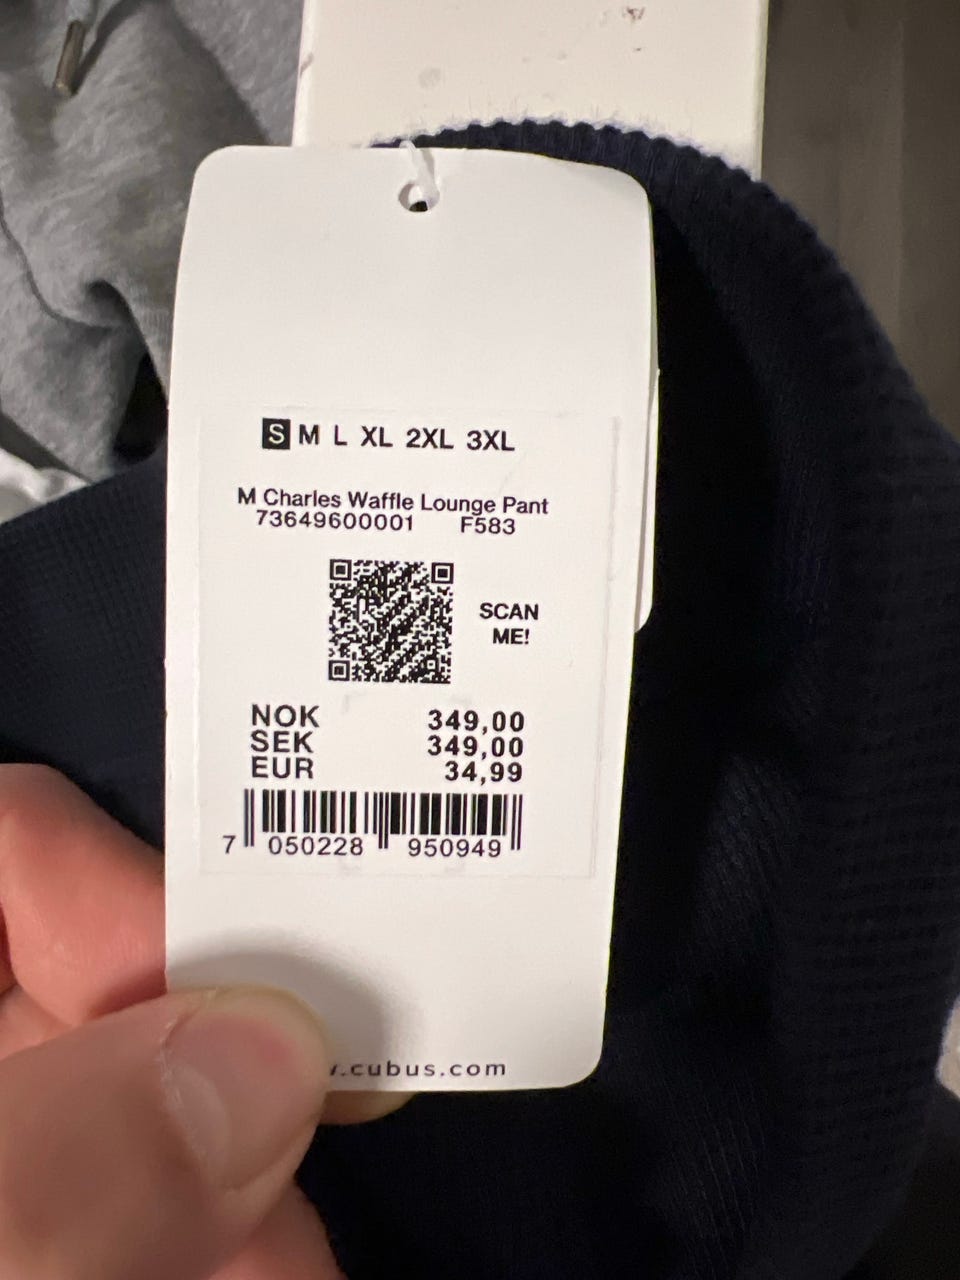 S M L XL 2XL 3XL
M Charles Waffle Lounge Pant
73649600001 F583
SCAN
ME!
NOK 349,00
SEK 349,00
EUR 34,99
7 050228 950949
.cubus.com